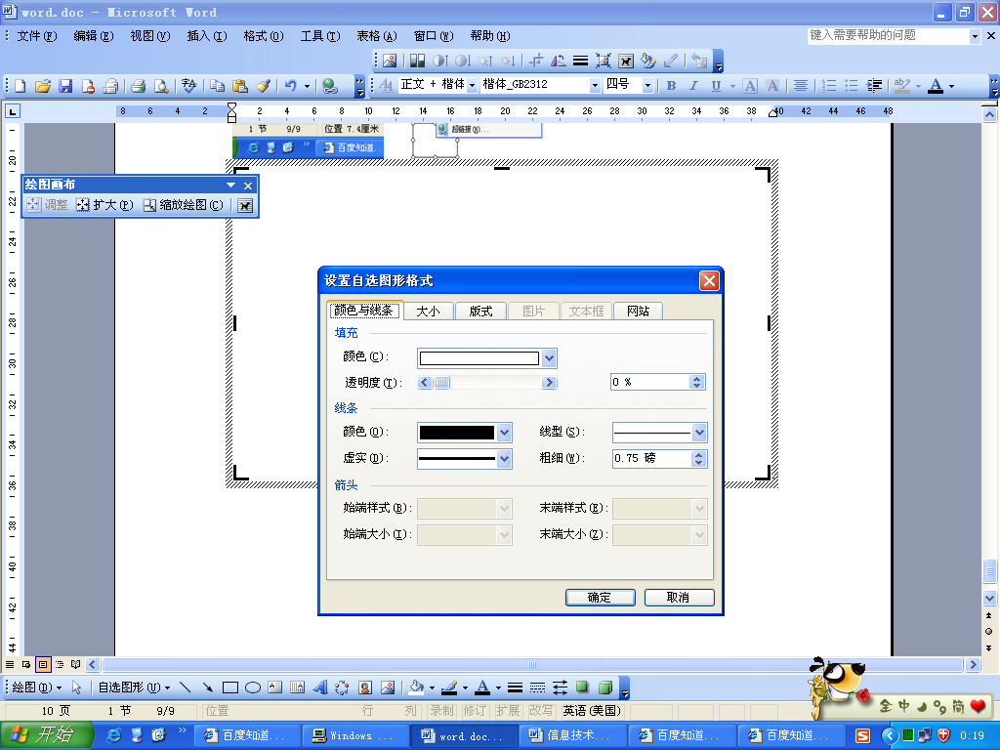 word.doc - Microsoft Word
文件(F) 编辑(E) 视图(V) 插入(I) 格式(O) 工具(T) 表格(A) 窗口(W) 帮助(H) 键入需要帮助的问题
正文 + 楷体 楷体_GB2312 四号 B I U A A A
8 6 4 2 2 4 6 8 10 12 14 16 18 20 22 24 26 28 30 32 34 36 38 40 42 44 46 48
1 节 9/9 位置 7.4厘米 超链接(H)...
百度知道...
绘图画布
调整 扩大(P) 缩放绘图(C)
20 22 24 26 28 30 32 34 36 38 40 42 44
设置自选图形格式
颜色与线条 大小 版式 图片 文本框 网站
填充
颜色(C):
透明度(T): 0 %
线条
颜色(O): 线型(S):
虚实(D): 粗细(W): 0.75 磅
箭头
始端样式(B): 末端样式(E):
始端大小(I): 末端大小(Z):
确定 取消
绘图(D) 自选图形(U)
10 页 1 节 9/9 位置 行 列 录制 修订 扩展 改写 英语(美国)
全 中 简
开始 百度知道... Windows ... word.doc... 信息技术... 百度知道... 百度知道... S 0:19